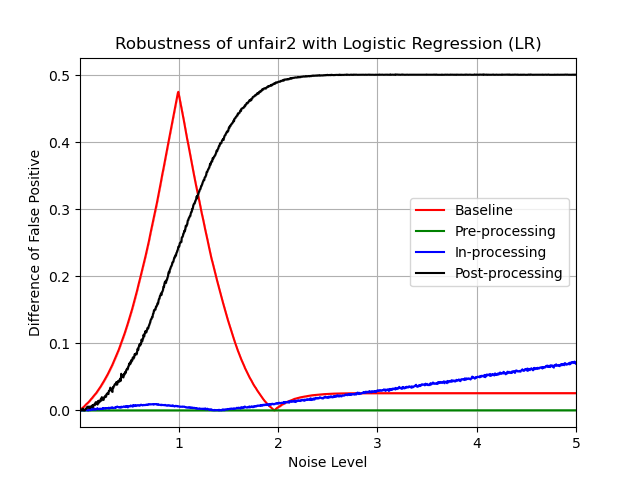 Robustness of unfair2 with Logistic Regression (LR)
Difference of False Positive
0.5
0.4
0.3
0.2
0.1
0.0
Baseline
Pre-processing
In-processing
Post-processing
1 2 3 4 5
Noise Level